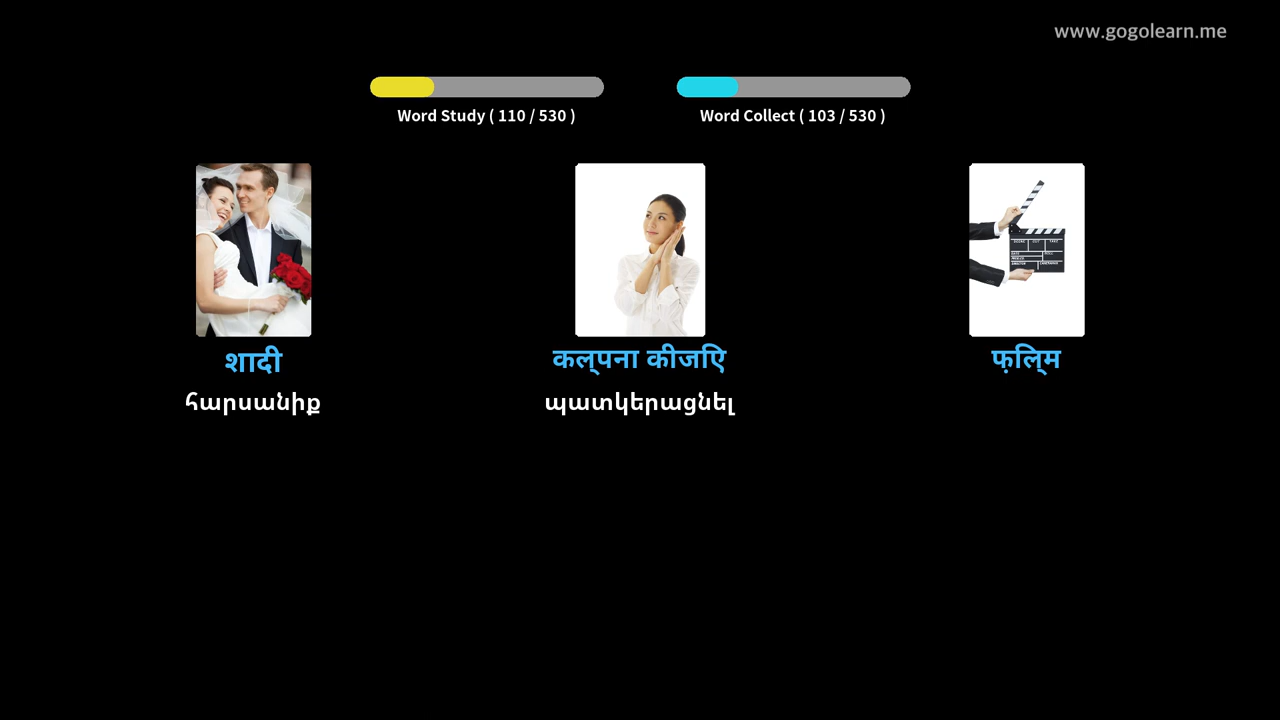 www.gogolearn.me
Word Study ( 110 / 530 )
Word Collect ( 103 / 530 )
शादी
कल्पना कीजिए
फ़िल्म
հարսանիք
պատկերացնել